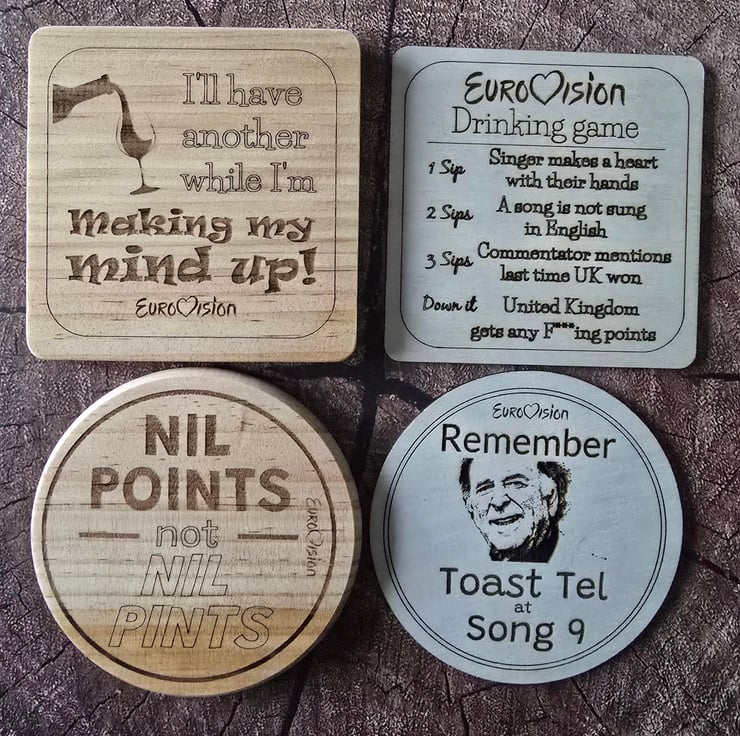 I'll have
another
while I'm
Making my
mind up!
EUROVISION
EUROVISION
Drinking game
1 Sip Singer makes a heart
with their hands
2 Sips A song is not sung
in English
3 Sips Commentator mentions
last time UK won
Down it United Kingdom
gets any F***ing points
NIL
POINTS
not
NIL
PINTS
EUROVISION
EUROVISION
Remember
Toast Tel
at
Song 9